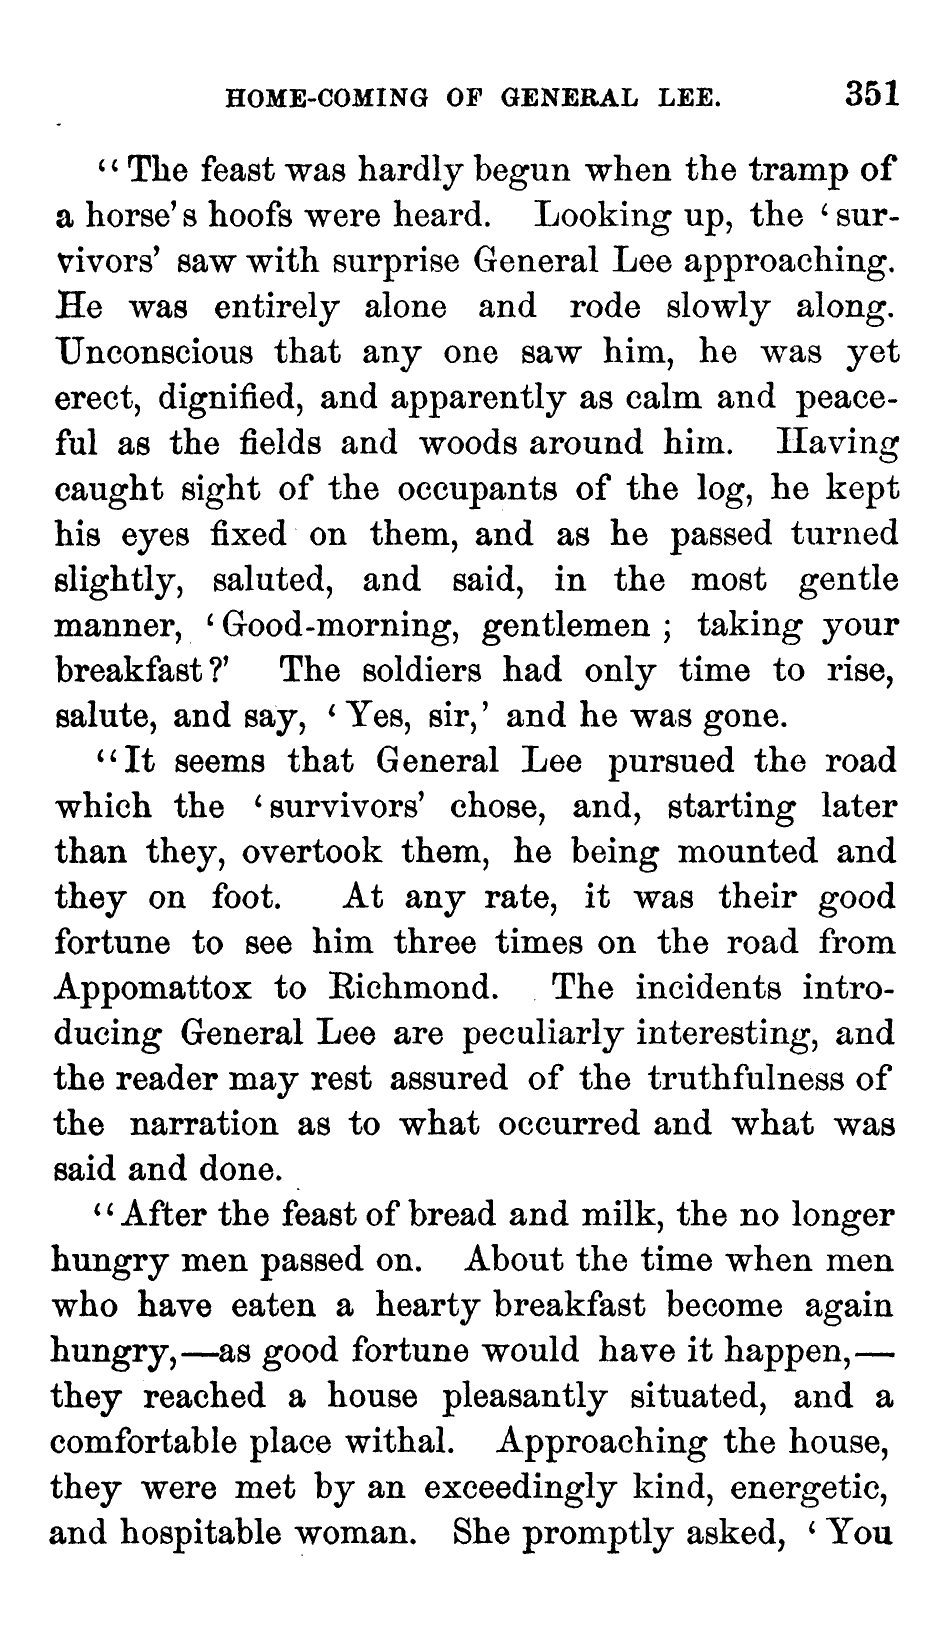 HOME-COMING OF GENERAL LEE. 351
“The feast was hardly begun when the tramp of
a horse's hoofs were heard. Looking up, the ‘sur-
vivors’ saw with surprise General Lee approaching.
He was entirely alone and rode slowly along.
Unconscious that any one saw him, he was yet
erect, dignified, and apparently as calm and peace-
ful as the fields and woods around him. Having
caught sight of the occupants of the log, he kept
his eyes fixed on them, and as he passed turned
slightly, saluted, and said, in the most gentle
manner, ‘Good-morning, gentlemen ; taking your
breakfast?’ The soldiers had only time to rise,
salute, and say, ‘Yes, sir,’ and he was gone.
“It seems that General Lee pursued the road
which the ‘survivors’ chose, and, starting later
than they, overtook them, he being mounted and
they on foot. At any rate, it was their good
fortune to see him three times on the road from
Appomattox to Richmond. The incidents intro-
ducing General Lee are peculiarly interesting, and
the reader may rest assured of the truthfulness of
the narration as to what occurred and what was
said and done.
“After the feast of bread and milk, the no longer
hungry men passed on. About the time when men
who have eaten a hearty breakfast become again
hungry,—as good fortune would have it happen,—
they reached a house pleasantly situated, and a
comfortable place withal. Approaching the house,
they were met by an exceedingly kind, energetic,
and hospitable woman. She promptly asked, ‘You